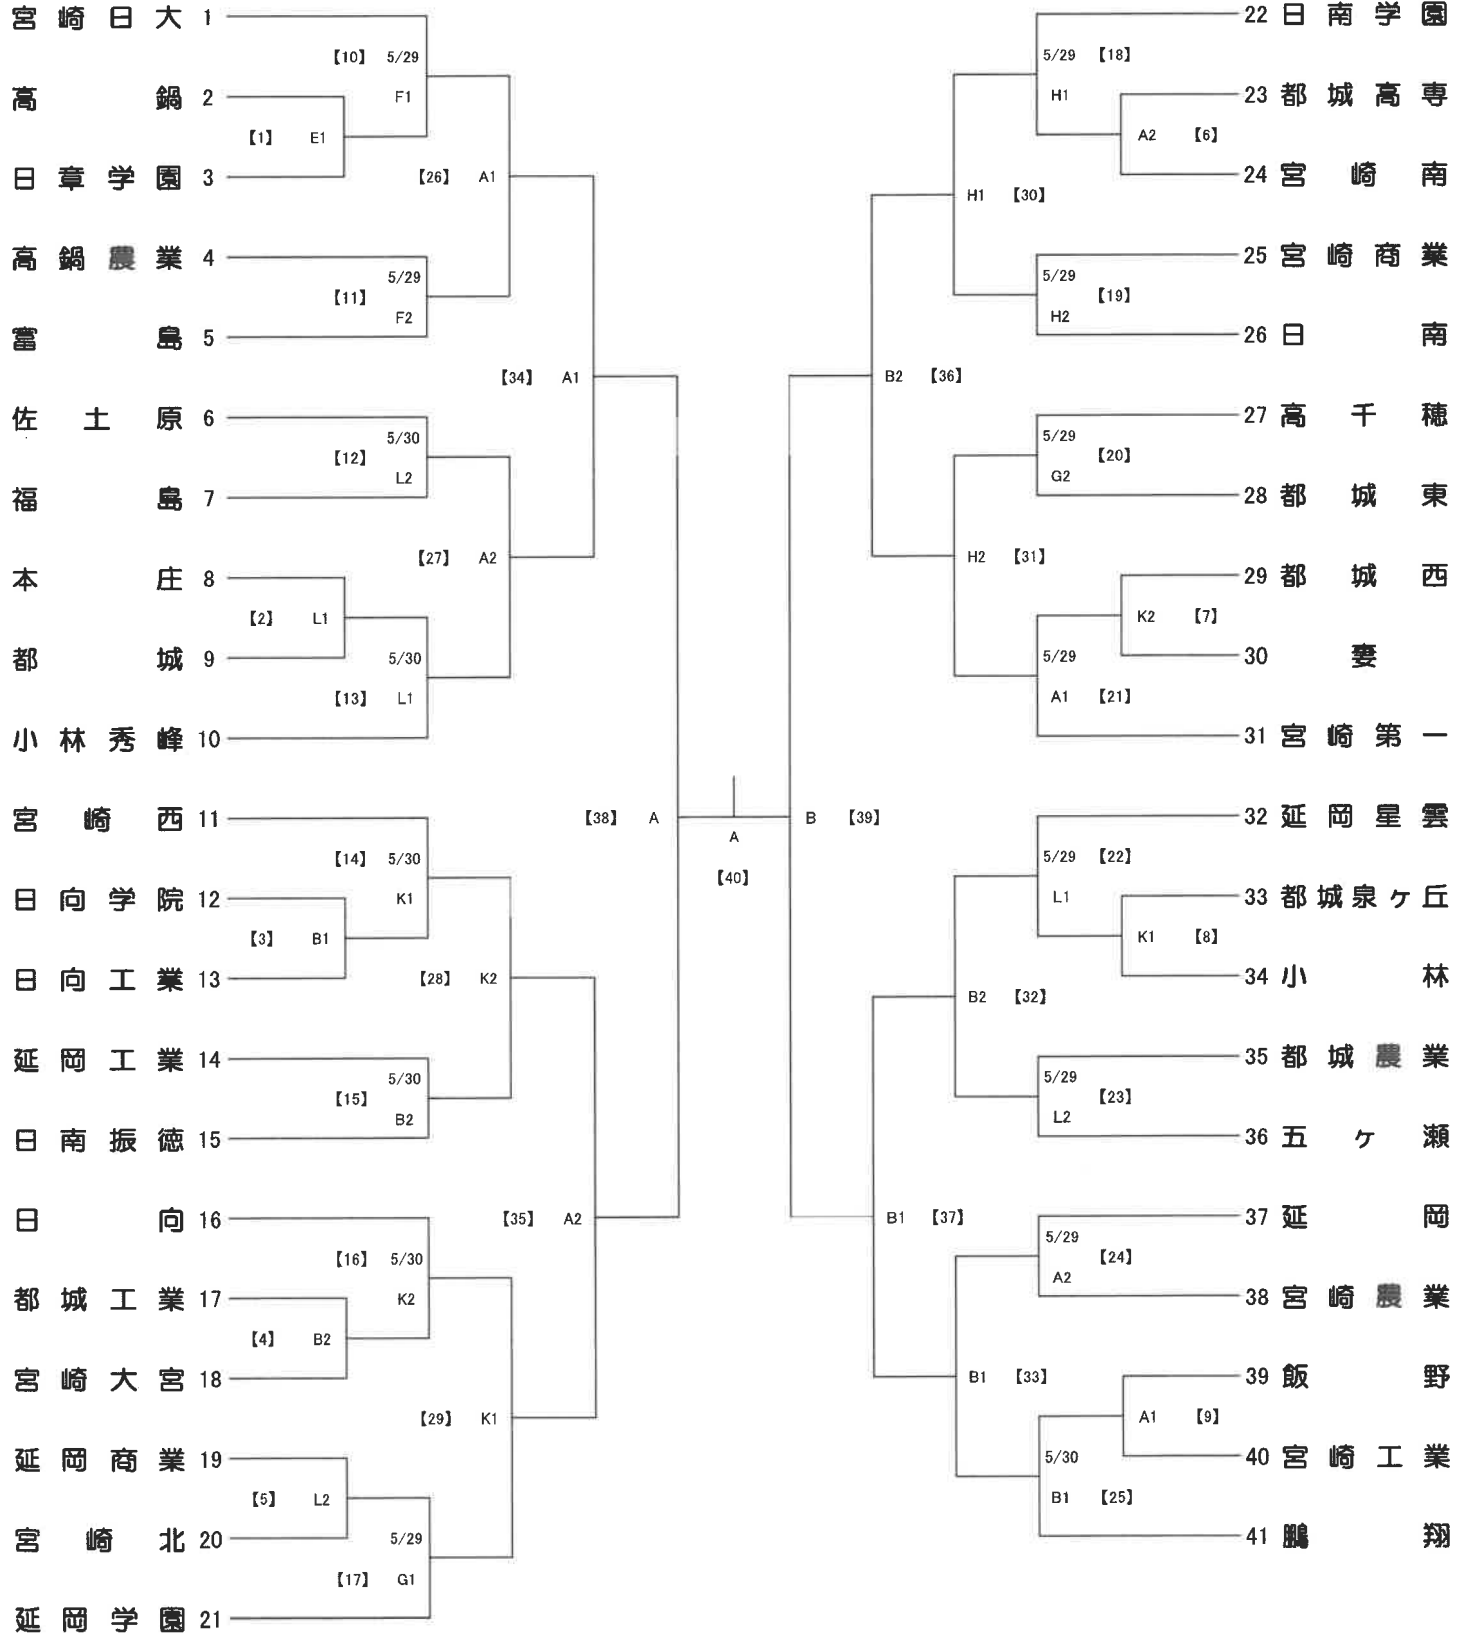 宮崎日大 1
【10】 5/29
高鍋 2
F1
【1】 E1
日章学園 3
【26】 A1
高鍋農業 4
5/29
【11】
F2
富島 5
【34】 A1
佐土原 6
5/30
【12】
L2
福島 7
【27】 A2
本庄 8
【2】 L1
都城 9
5/30
【13】 L1
小林秀峰 10
【38】 A
宮崎西 11
【14】 5/30
日向学院 12
K1
【3】 B1
日向工業 13
【28】 K2
延岡工業 14
5/30
【15】
B2
日南振徳 15
日向 16
【35】 A2
【16】 5/30
都城工業 17
K2
【4】 B2
宮崎大宮 18
【29】 K1
延岡商業 19
【5】 L2
宮崎北 20
5/29
【17】 G1
延岡学園 21
A
【40】
22 日南学園
5/29 【18】
23 都城高専
H1
A2 【6】
24 宮崎南
H1 【30】
25 宮崎商業
5/29
【19】
H2
26 日南
B2 【36】
27 高千穂
5/29
【20】
G2
28 都城東
H2 【31】
29 都城西
K2 【7】
30 妻
5/29
A1 【21】
31 宮崎第一
B 【39】
32 延岡星雲
5/29 【22】
33 都城泉ヶ丘
L1
K1 【8】
34 小林
B2 【32】
35 都城農業
5/29
【23】
L2
36 五ヶ瀬
B1 【37】
37 延岡
5/29
【24】
A2
38 宮崎農業
B1 【33】
39 飯野
A1 【9】
40 宮崎工業
5/30
B1 【25】
41 鵬翔